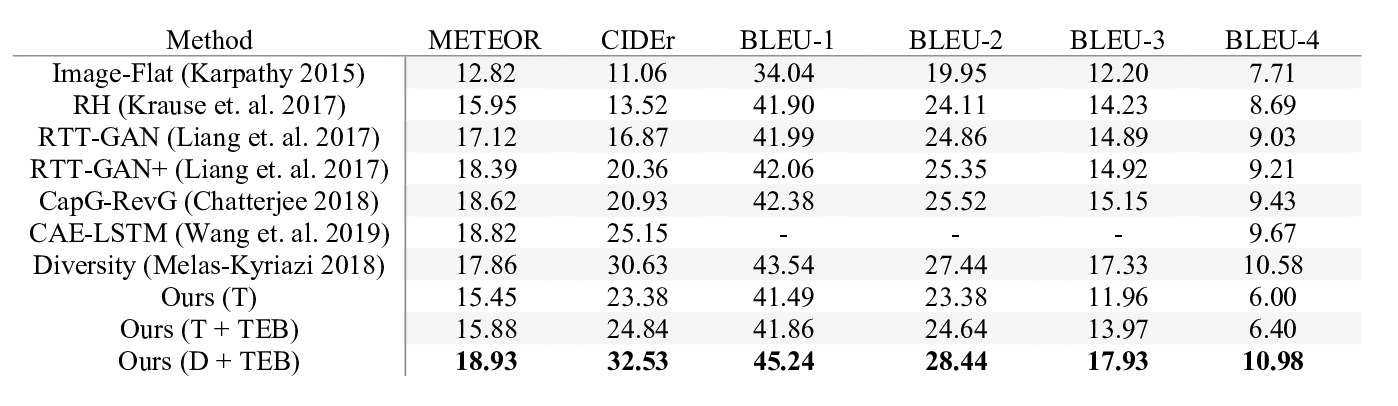 Method METEOR CIDEr BLEU-1 BLEU-2 BLEU-3 BLEU-4
Image-Flat (Karpathy 2015) 12.82 11.06 34.04 19.95 12.20 7.71
RH (Krause et. al. 2017) 15.95 13.52 41.90 24.11 14.23 8.69
RTT-GAN (Liang et. al. 2017) 17.12 16.87 41.99 24.86 14.89 9.03
RTT-GAN+ (Liang et. al. 2017) 18.39 20.36 42.06 25.35 14.92 9.21
CapG-RevG (Chatterjee 2018) 18.62 20.93 42.38 25.52 15.15 9.43
CAE-LSTM (Wang et. al. 2019) 18.82 25.15 - - - 9.67
Diversity (Melas-Kyriazi 2018) 17.86 30.63 43.54 27.44 17.33 10.58
Ours (T) 15.45 23.38 41.49 23.38 11.96 6.00
Ours (T + TEB) 15.88 24.84 41.86 24.64 13.97 6.40
Ours (D + TEB) 18.93 32.53 45.24 28.44 17.93 10.98